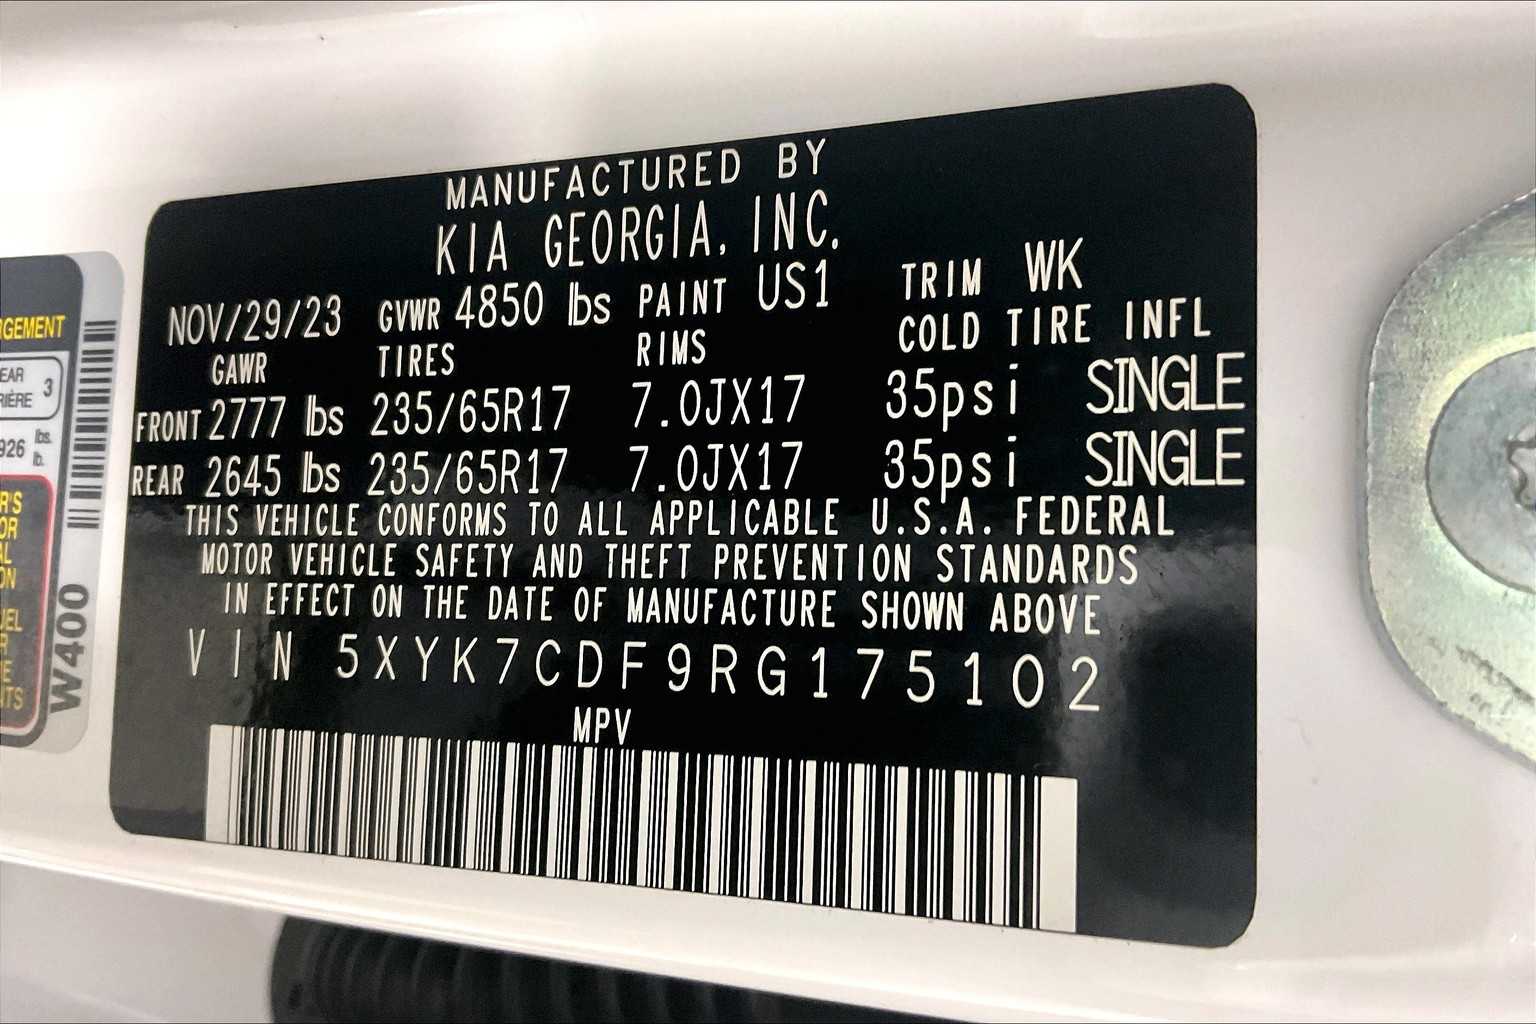 MANUFACTURED BY
KIA GEORGIA, INC.
NOV/29/23 GVWR 4850 lbs PAINT US1 TRIM WK
GAWR TIRES RIMS COLD TIRE INFL
FRONT 2777 lbs 235/65R17 7.0JX17 35psi SINGLE
REAR 2645 lbs 235/65R17 7.0JX17 35psi SINGLE
THIS VEHICLE CONFORMS TO ALL APPLICABLE U.S.A. FEDERAL
MOTOR VEHICLE SAFETY AND THEFT PREVENTION STANDARDS
IN EFFECT ON THE DATE OF MANUFACTURE SHOWN ABOVE
VIN 5XYK7CDF9RG175102
MPV
3
lbs.
lb.
W400